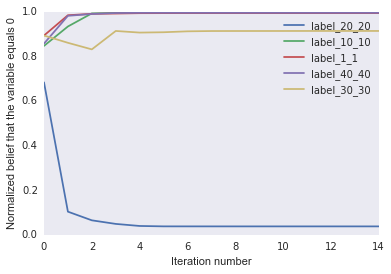 Normalized belief that the variable equals 0
1.0
0.8
0.6
0.4
0.2
0.0
label_20_20
label_10_10
label_1_1
label_40_40
label_30_30
0 2 4 6 8 10 12 14
Iteration number